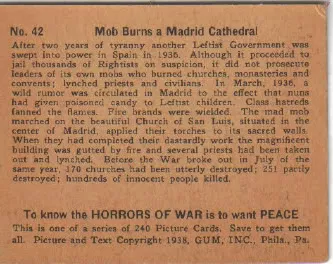 No. 42 Mob Burns a Madrid Cathedral
After two years of tyranny another Leftist Government was
swept into power in Spain in 1936. Although it proceeded to
jail thousands of Rightists on suspicion, it did not prosecute
leaders of its own mobs who burned churches, monasteries and
convents; lynched priests and civilians. In March, 1936, a
wild rumor was circulated in Madrid to the effect that nuns
had given poisoned candy to Leftist children. Class hatreds
fanned the flames. Fire brands were wielded. The mad mob
marched on the beautiful Church of San Luis, situated in the
center of Madrid, applied their torches to its sacred walls.
When they had completed their dastardly work the magnificent
building was gutted by fire and several priests had been taken
out and lynched. Before the War broke out in July of the
same year, 170 churches had been utterly destroyed; 251 partly
destroyed; hundreds of innocent people killed.
To know the HORRORS OF WAR is to want PEACE
This is one of a series of 240 Picture Cards. Save to get them
all. Picture and Text Copyright 1938, GUM, INC., Phila., Pa.